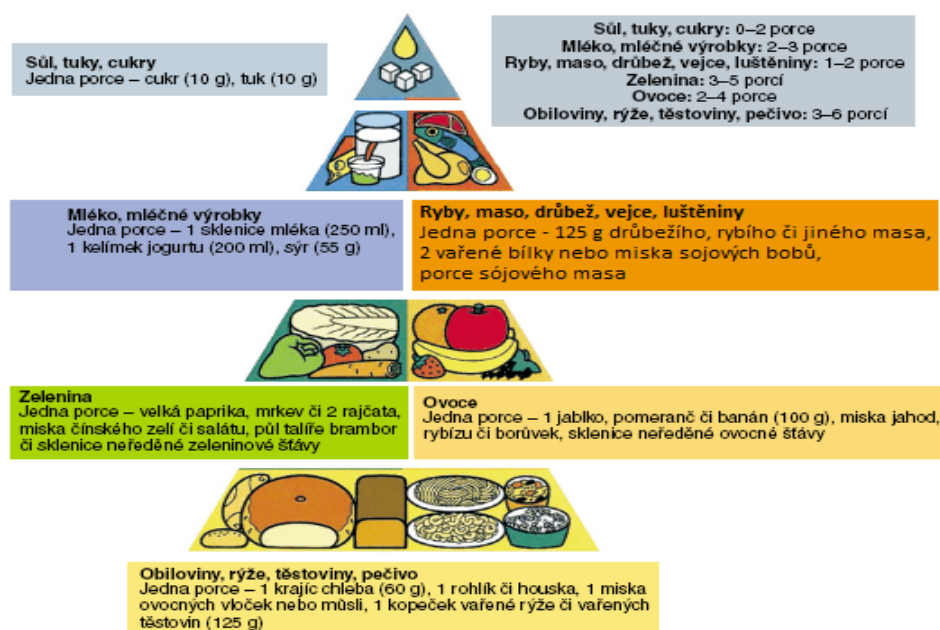 Sůl, tuky, cukry
Jedna porce – cukr (10 g), tuk (10 g)
Sůl, tuky, cukry: 0–2 porce
Mléko, mléčné výrobky: 2–3 porce
Ryby, maso, drůbež, vejce, luštěniny: 1–2 porce
Zelenina: 3–5 porcí
Ovoce: 2–4 porce
Obiloviny, rýže, těstoviny, pečivo: 3–6 porcí
Mléko, mléčné výrobky
Jedna porce – 1 sklenice mléka (250 ml),
1 kelímek jogurtu (200 ml), sýr (55 g)
Ryby, maso, drůbež, vejce, luštěniny
Jedna porce - 125 g drůbežího, rybího či jiného masa,
2 vařené bílky nebo miska sojových bobů,
porce sójového masa
Zelenina
Jedna porce – velká paprika, mrkev či 2 rajčata,
miska čínského zelí či salátu, půl talíře brambor
či sklenice neředěné zeleninové šťávy
Ovoce
Jedna porce – 1 jablko, pomeranč či banán (100 g), miska jahod,
rybízu či borůvek, sklenice neředěné ovocné šťávy
Obiloviny, rýže, těstoviny, pečivo
Jedna porce – 1 krajíc chleba (60 g), 1 rohlík či houska, 1 miska
ovocných vloček nebo műsli, 1 kopeček vařené rýže či vařených
těstovin (125 g)